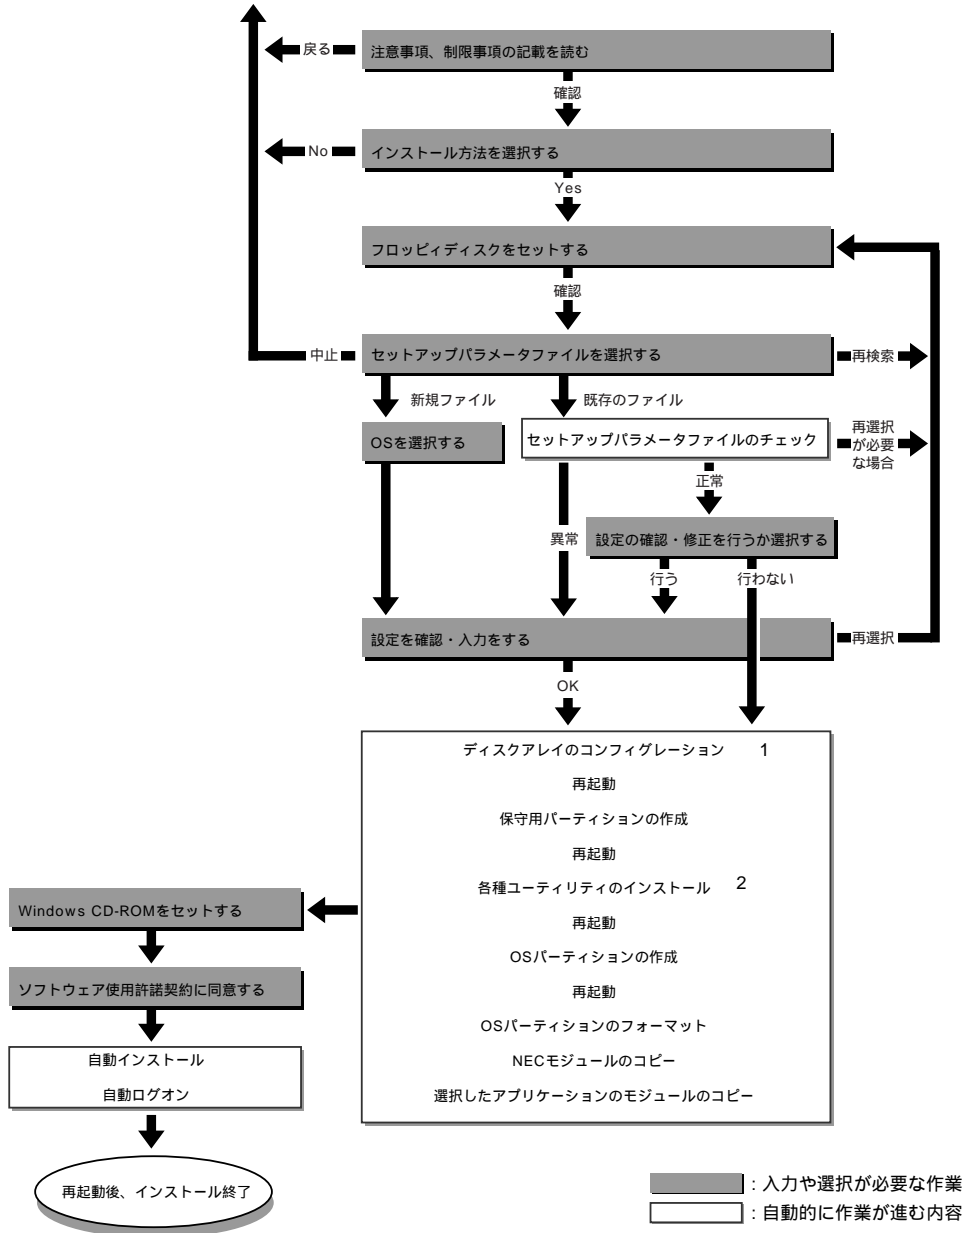 戻る
注意事項、制限事項の記載を読む
確認
No
インストール方法を選択する
Yes
フロッピィディスクをセットする
確認
中止
セットアップパラメータファイルを選択する
再検索
新規ファイル
既存のファイル
OSを選択する
セットアップパラメータファイルのチェック
再選択
が必要
な場合
正常
異常
設定の確認・修正を行うか選択する
行う
行わない
設定を確認・入力をする
再選択
OK
ディスクアレイのコンフィグレーション 1
再起動
保守用パーティションの作成
再起動
各種ユーティリティのインストール 2
再起動
OSパーティションの作成
再起動
OSパーティションのフォーマット
NECモジュールのコピー
選択したアプリケーションのモジュールのコピー
Windows CD-ROMをセットする
ソフトウェア使用許諾契約に同意する
自動インストール
自動ログオン
再起動後、インストール終了
：入力や選択が必要な作業
：自動的に作業が進む内容